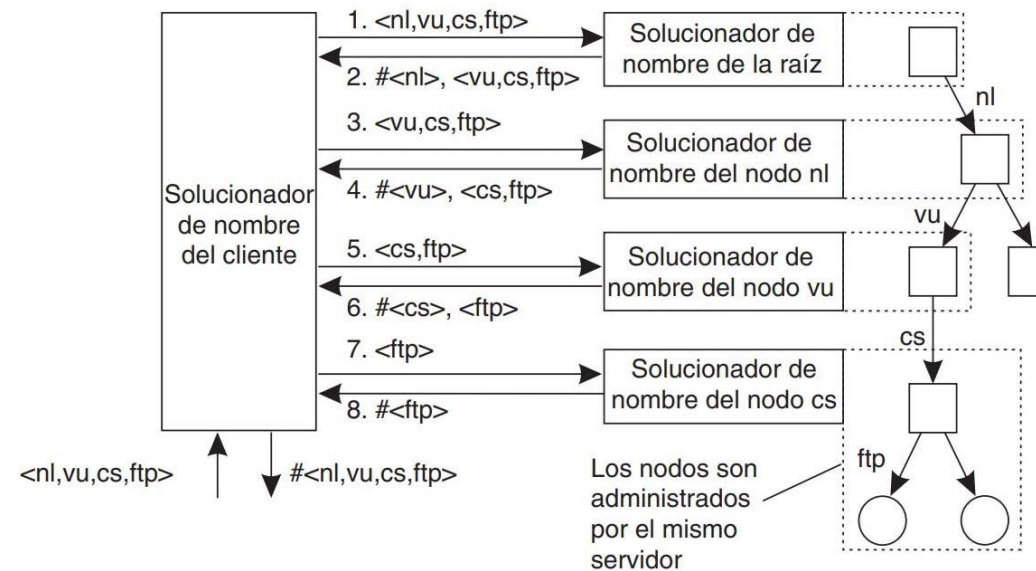 1. <nl,vu,cs,ftp>
2. #<nl>, <vu,cs,ftp>
3. <vu,cs,ftp>
4. #<vu>, <cs,ftp>
5. <cs,ftp>
6. #<cs>, <ftp>
7. <ftp>
8. #<ftp>
Solucionador
de nombre
del cliente
<nl,vu,cs,ftp>
#<nl,vu,cs,ftp>
Solucionador de
nombre de la raíz
Solucionador de
nombre del nodo nl
Solucionador de
nombre del nodo vu
Solucionador de
nombre del nodo cs
nl
vu
cs
ftp
Los nodos son
administrados
por el mismo
servidor